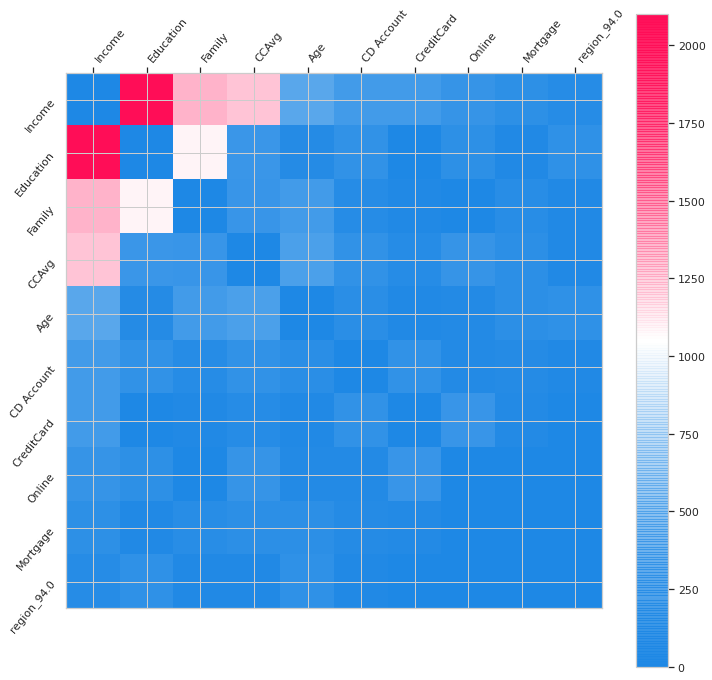 Income
Education
Family
CCAvg
Age
CD Account
CreditCard
Online
Mortgage
region_94.0
Income
Education
Family
CCAvg
Age
CD Account
CreditCard
Online
Mortgage
region_94.0
2000
1750
1500
1250
1000
750
500
250
0